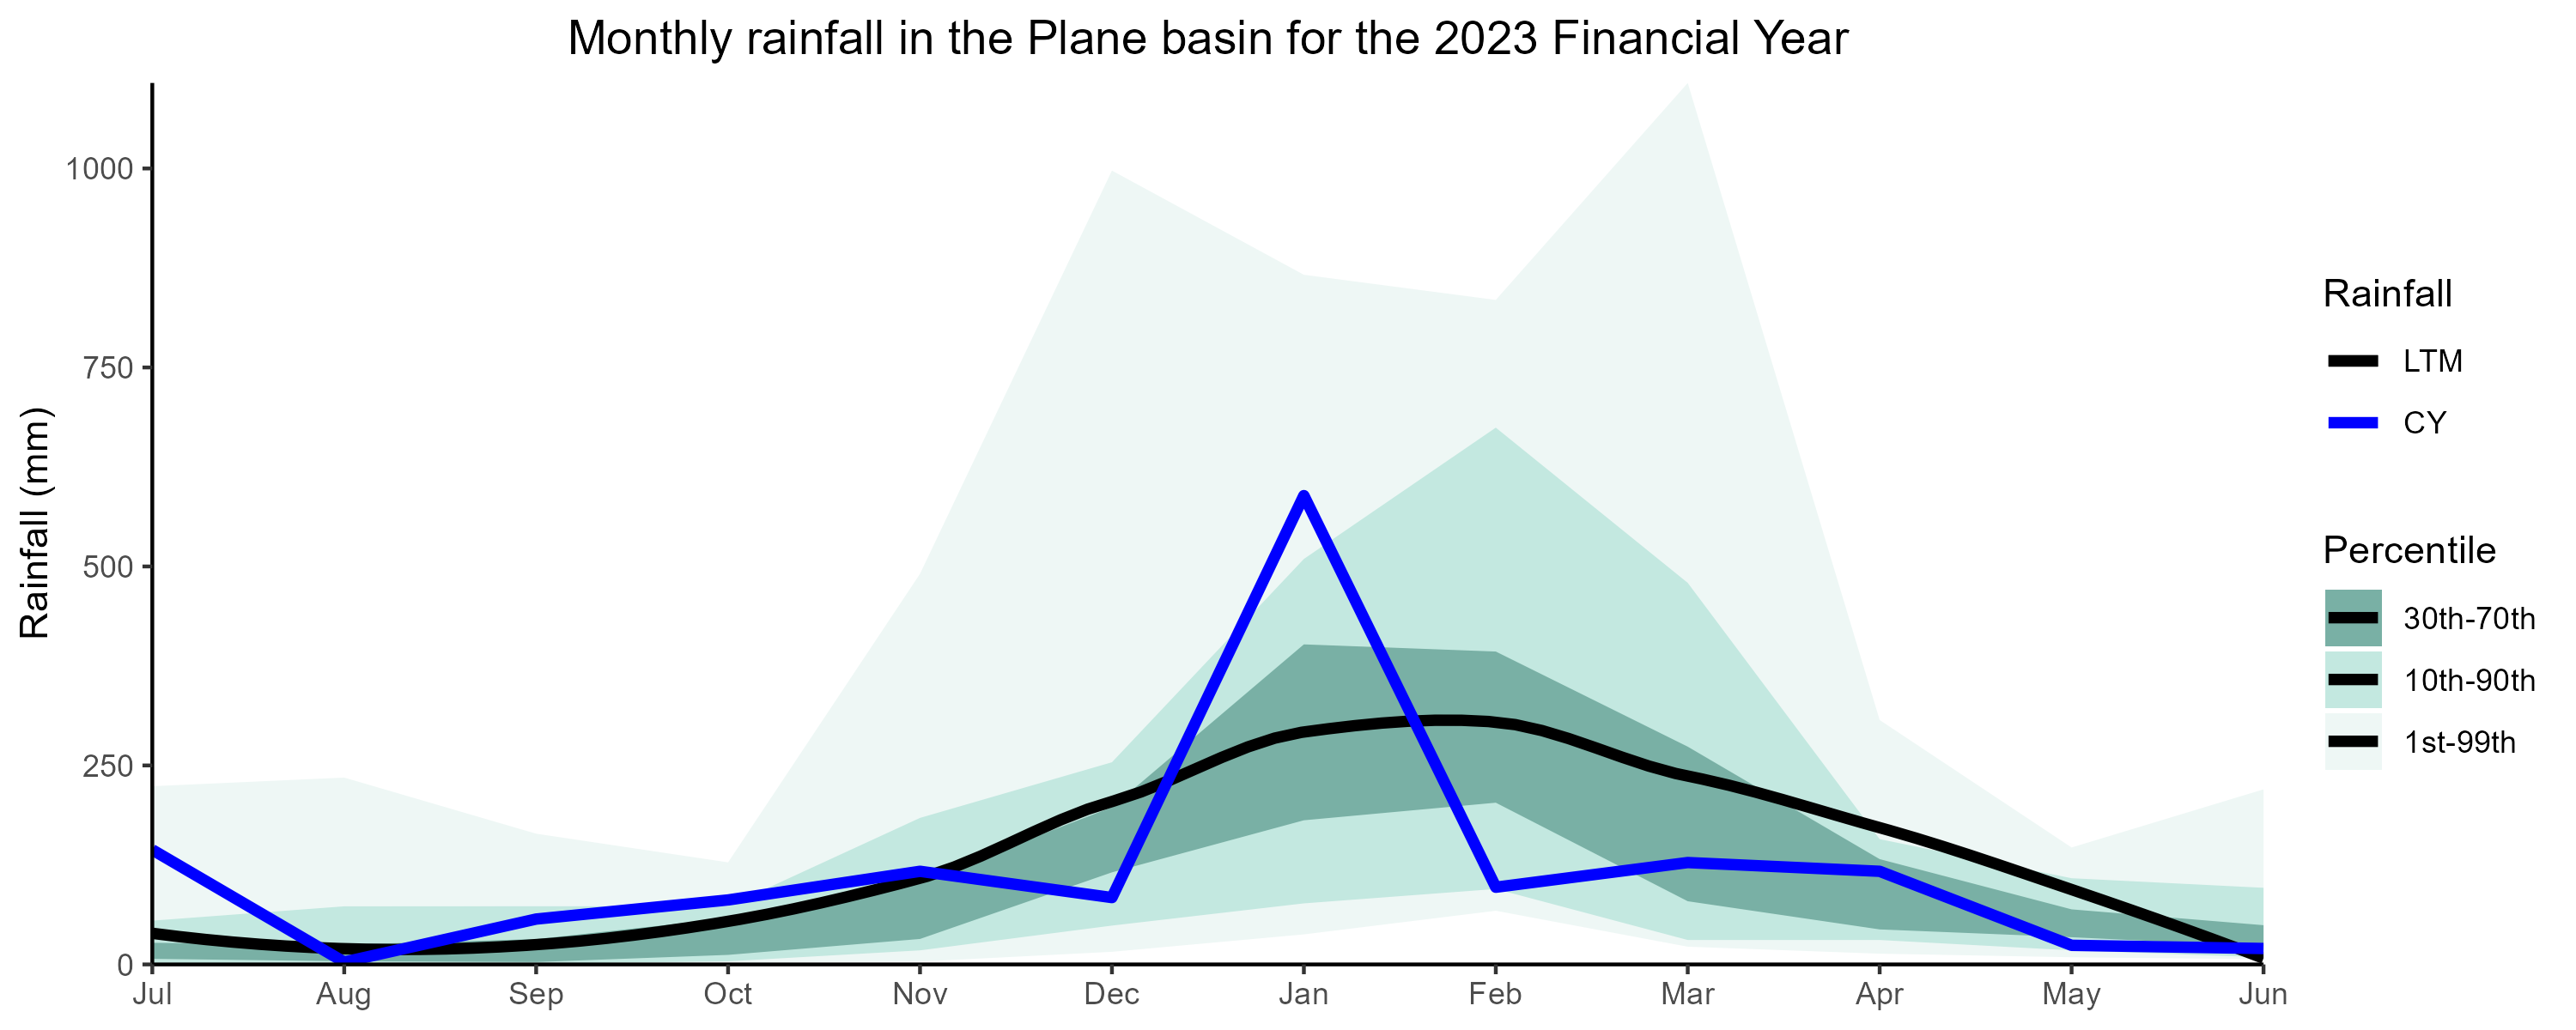 Monthly rainfall in the Plane basin for the 2023 Financial Year
Rainfall (mm)
1000
750
500
250
0
Jul Aug Sep Oct Nov Dec Jan Feb Mar Apr May Jun
Rainfall
LTM
CY
Percentile
30th-70th
10th-90th
1st-99th